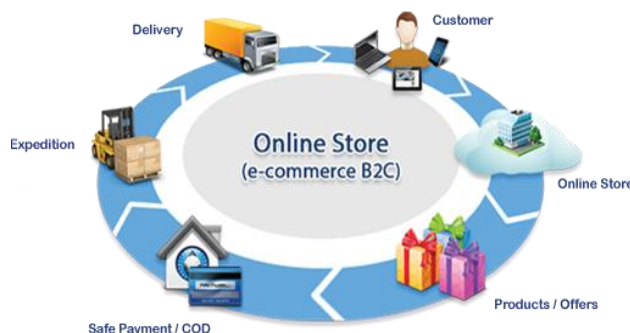 Delivery
Customer
Expedition
Online Store
(e-commerce B2C)
Online Store
Products / Offers
Safe Payment / COD